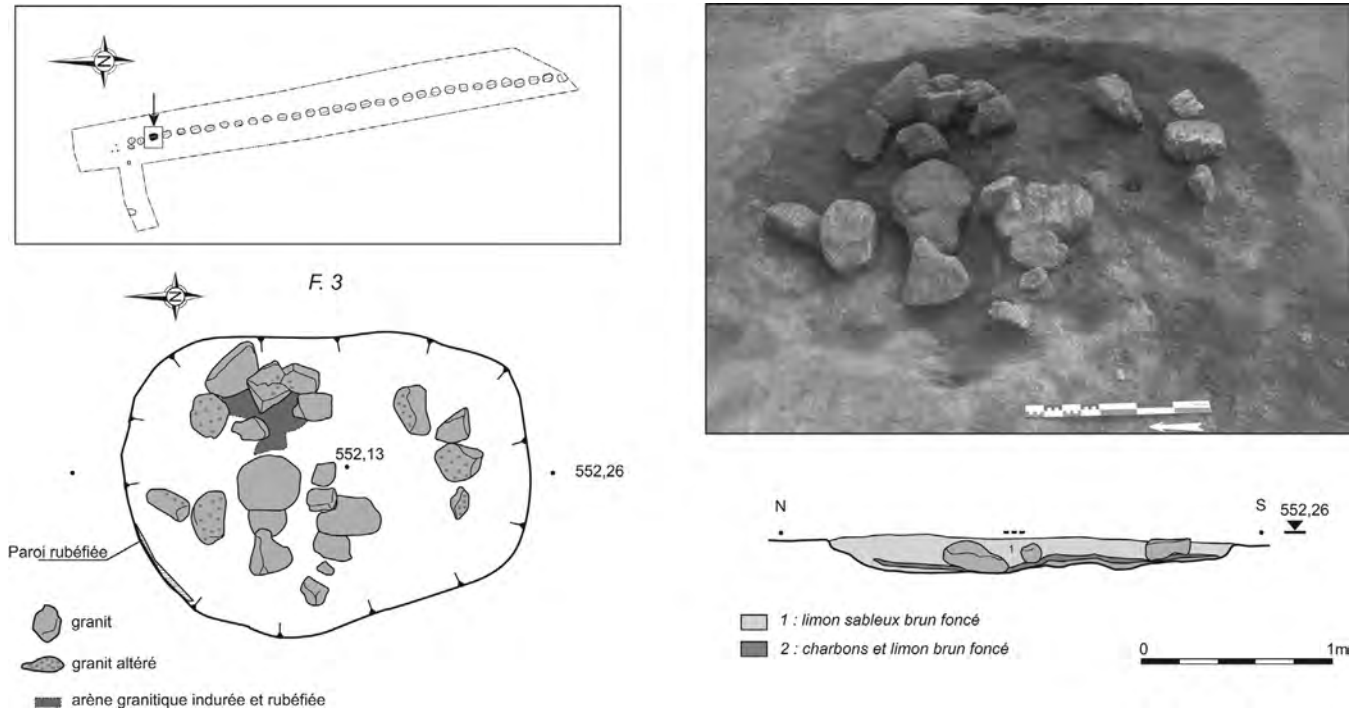 N
F. 3
N
552,13
552,26
Paroi rubéfiée
granit
granit altéré
arène granitique indurée et rubéfiée
N
S
552,26
1
1 : limon sableux brun foncé
2 : charbons et limon brun foncé
0
1m